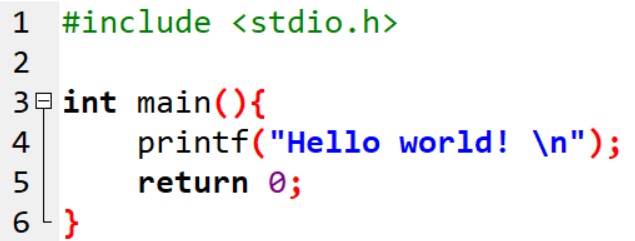 1 #include <stdio.h>
2
3 int main(){
4     printf("Hello world! \n");
5     return 0;
6 }